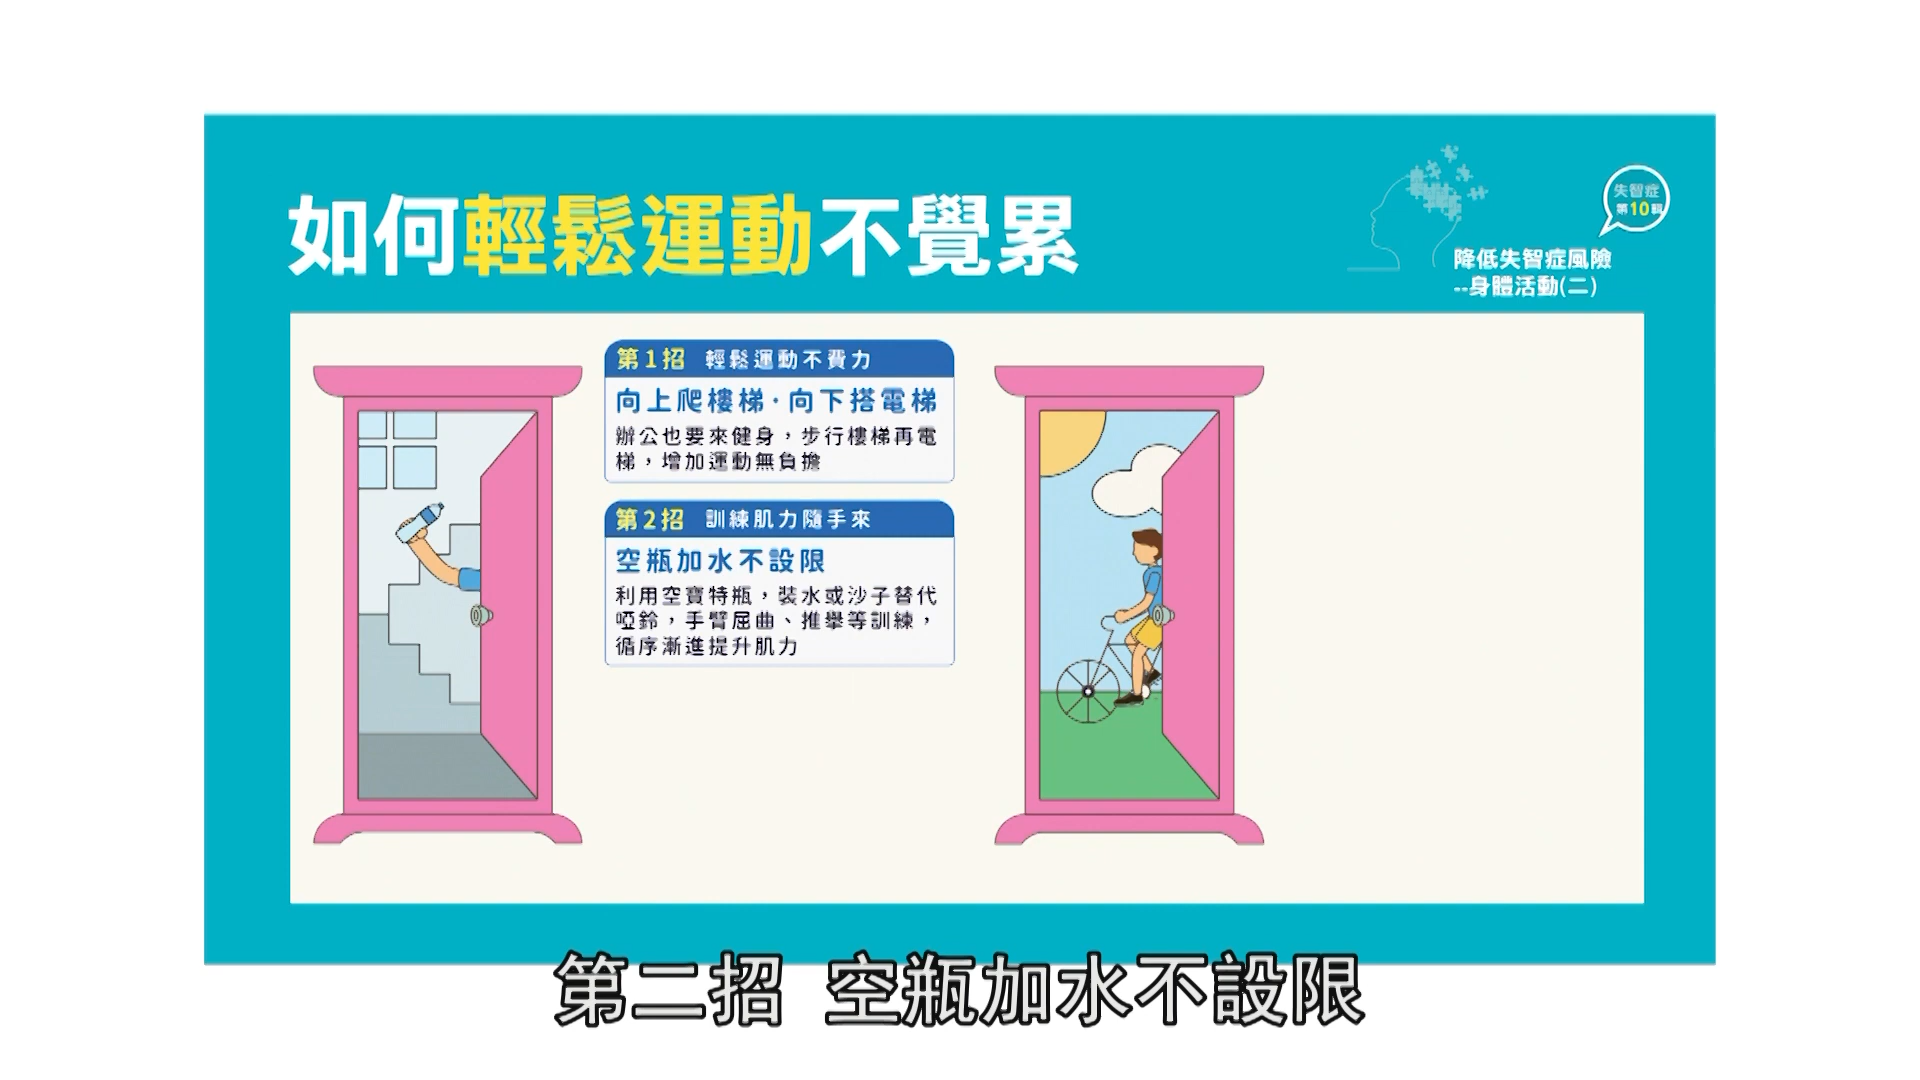 如何輕鬆運動不覺累
失智症
第10輯
降低失智症風險
--身體活動(二)
第1招 輕鬆運動不費力
向上爬樓梯·向下搭電梯
辦公也要來健身，步行樓梯再電
梯，增加運動無負擔
第2招 訓練肌力隨手來
空瓶加水不設限
利用空寶特瓶，裝水或沙子替代
啞鈴，手臂屈曲、推舉等訓練，
循序漸進提升肌力
第二招 空瓶加水不設限